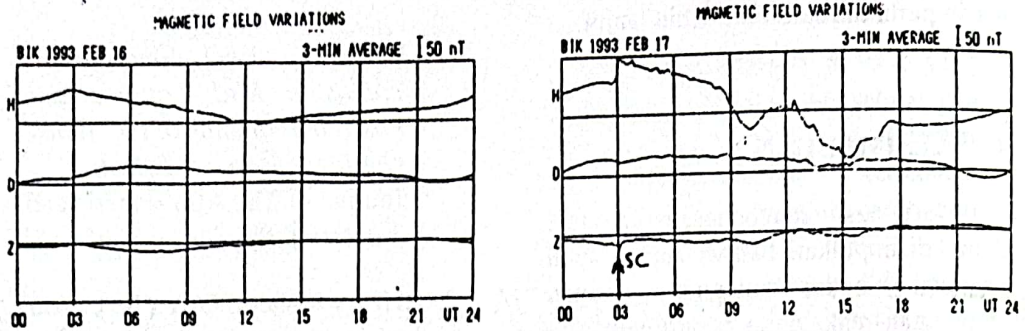 MAGNETIC FIELD VARIATIONS
BIK 1993 FEB 16 3-MIN AVERAGE 50 nT
H
D
Z
00 03 06 09 12 15 18 21 UT 24
MAGNETIC FIELD VARIATIONS
BIK 1993 FEB 17 3-MIN AVERAGE 50 nT
H
D
Z
SC
00 03 06 09 12 15 18 21 UT 24